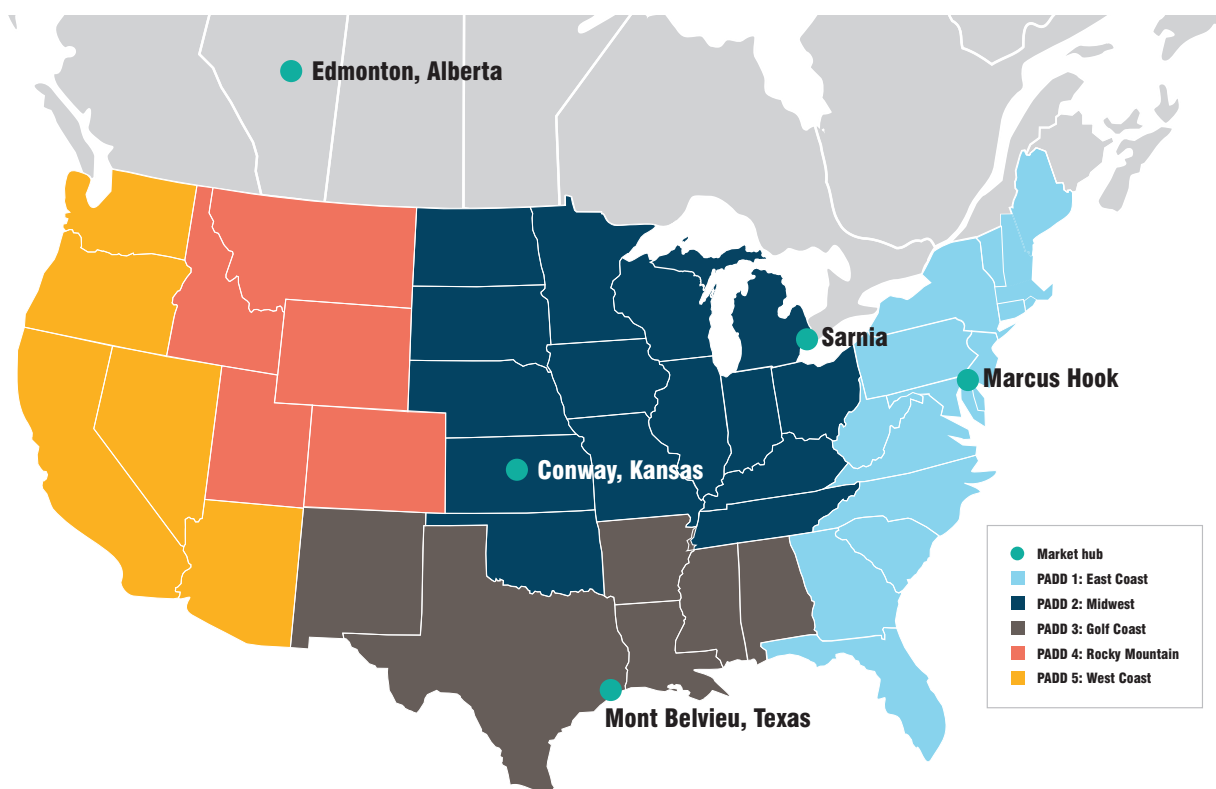 Edmonton, Alberta
Sarnia
Marcus Hook
Conway, Kansas
Mont Belvieu, Texas
Market hub
PADD 1: East Coast
PADD 2: Midwest
PADD 3: Golf Coast
PADD 4: Rocky Mountain
PADD 5: West Coast